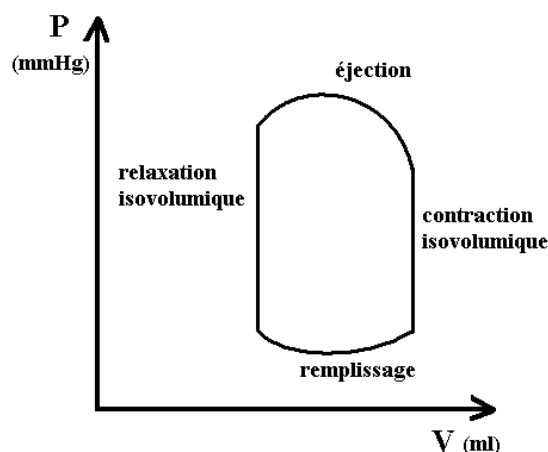 P
(mmHg)
éjection
relaxation
isovolumique
contraction
isovolumique
remplissage
V (ml)